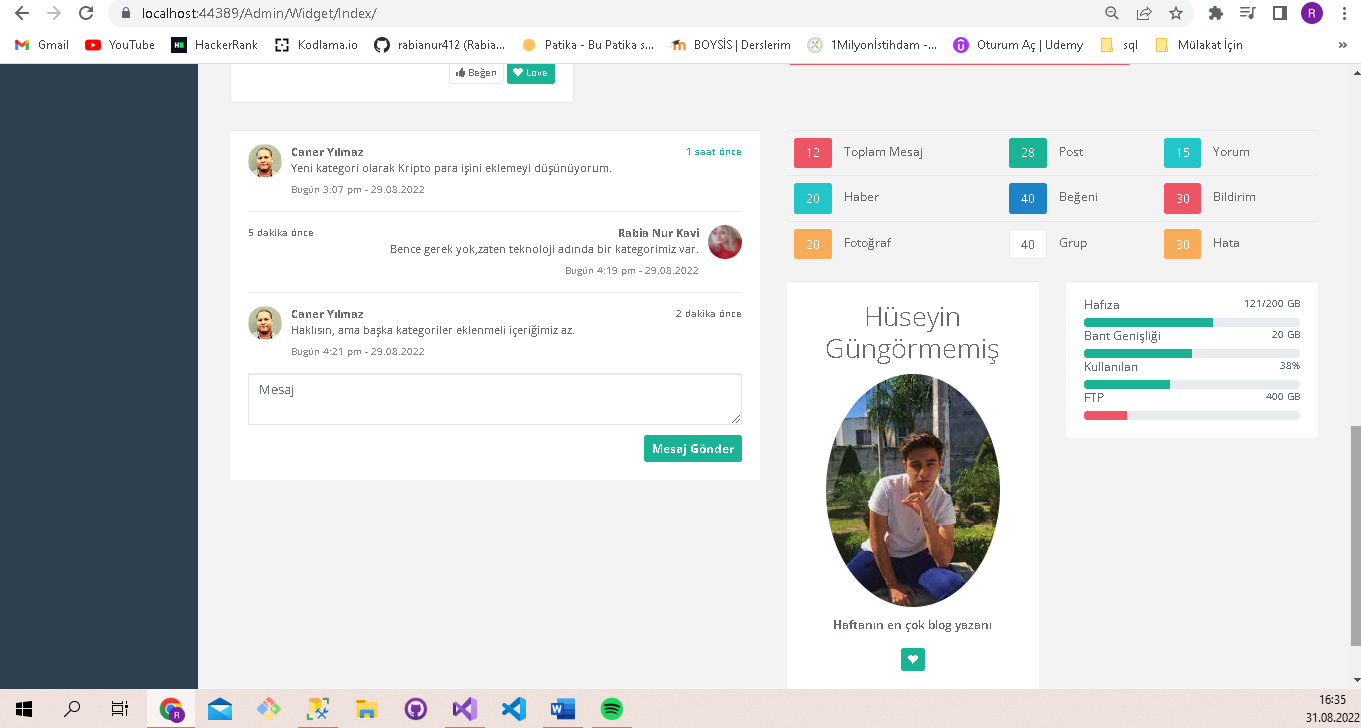 localhost:44389/Admin/Widget/Index/
R
Gmail
YouTube
HackerRank
Kodlama.io
rabianur412 (Rabia...
Patika - Bu Patika s...
BOYSİS | Derslerim
1Milyonİstihdam -...
Oturum Aç | Udemy
sql
Mülakat İçin
»
Beğen
Love
Caner Yılmaz
1 saat önce
Yeni kategori olarak Kripto para işini eklemeyi düşünüyorum.
Bugün 3:07 pm - 29.08.2022
5 dakika önce
Rabia Nur Kavi
Bence gerek yok,zaten teknoloji adında bir kategorimiz var.
Bugün 4:19 pm - 29.08.2022
Caner Yılmaz
2 dakika önce
Haklısın, ama başka kategoriler eklenmeli içeriğimiz az.
Bugün 4:21 pm - 29.08.2022
Mesaj
Mesaj Gönder
12 Toplam Mesaj
28 Post
15 Yorum
20 Haber
40 Beğeni
30 Bildirim
20 Fotoğraf
40 Grup
30 Hata
Hüseyin
Güngörmemiş
Haftanın en çok blog yazanı
Hafıza
121/200 GB
Bant Genişliği
20 GB
Kullanılan
38%
FTP
400 GB
16:35
31.08.2022